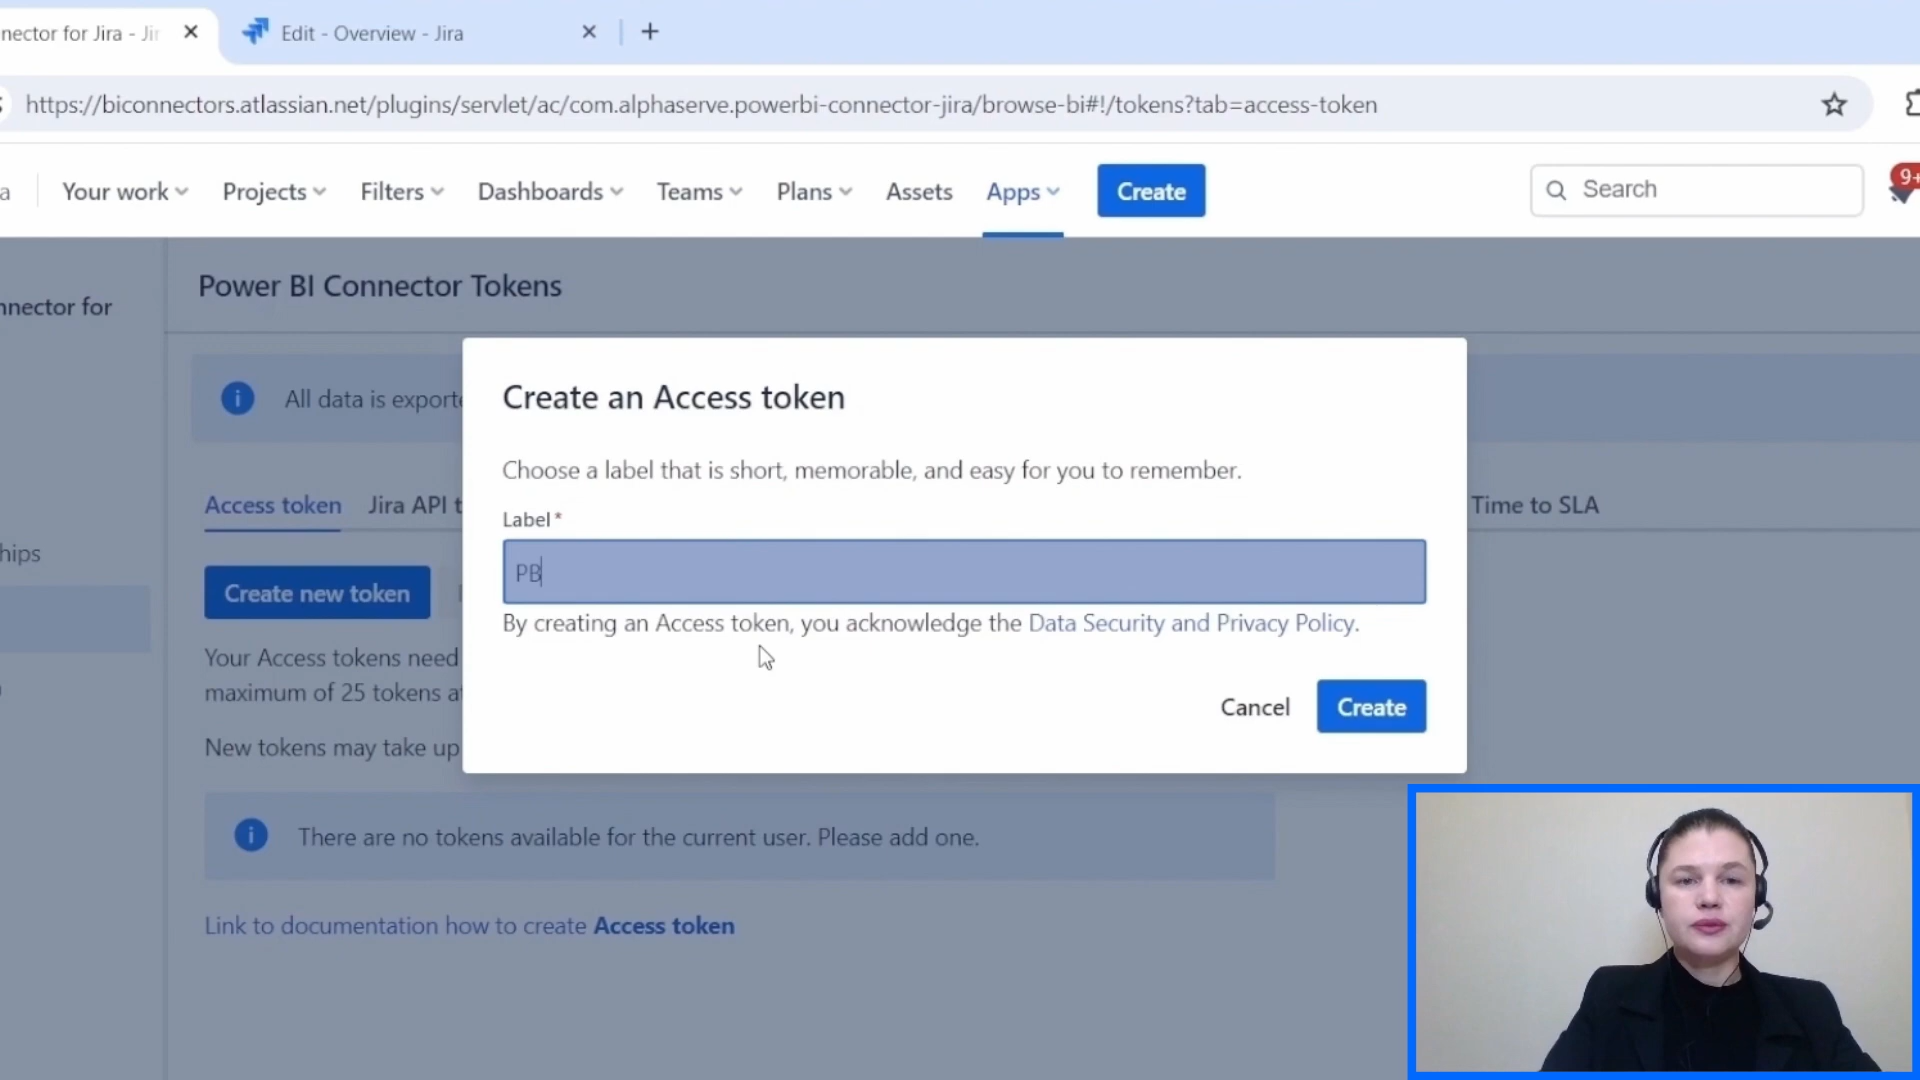 nector for Jira - Jir
Edit - Overview - Jira
https://biconnectors.atlassian.net/plugins/servlet/ac/com.alphaserve.powerbi-connector-jira/browse-bi#!/tokens?tab=access-token
a
Your work
Projects
Filters
Dashboards
Teams
Plans
Assets
Apps
Create
Search
9+
Power BI Connector Tokens
nnector for
Create an Access token
All data is exporte
Choose a label that is short, memorable, and easy for you to remember.
Access token
Jira API t
Time to SLA
Label *
hips
PB
Create new token
By creating an Access token, you acknowledge the Data Security and Privacy Policy.
Your Access tokens need
maximum of 25 tokens a
Cancel
Create
New tokens may take up
There are no tokens available for the current user. Please add one.
Link to documentation how to create Access token